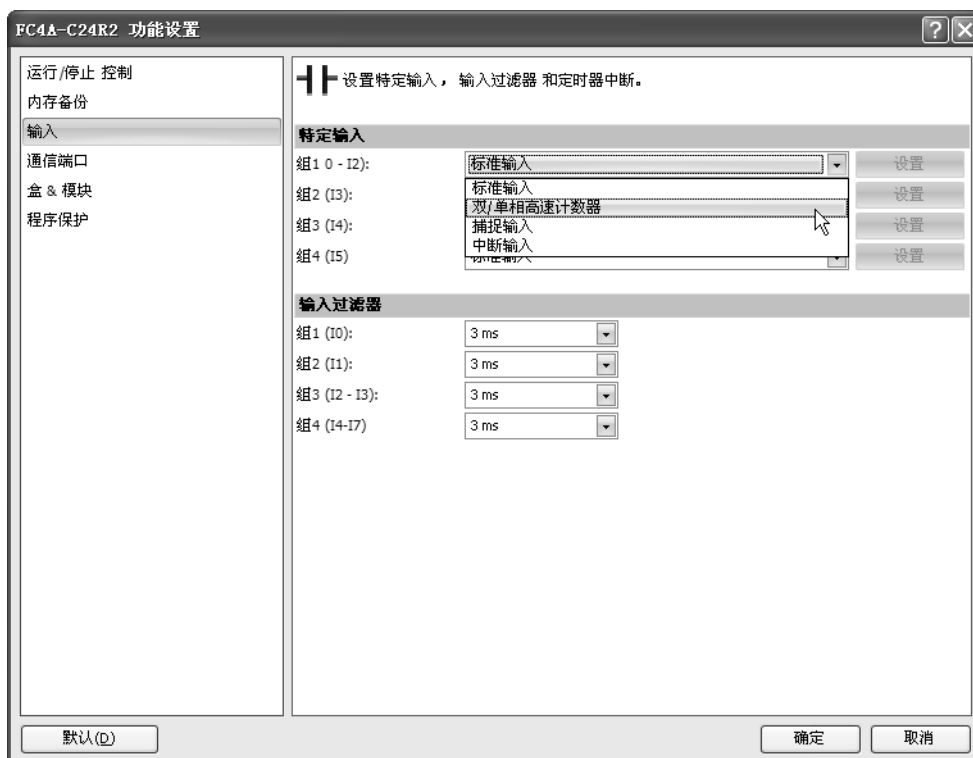 FC4A-C24R2 功能设置
运行/停止 控制
内存备份
输入
通信端口
盒 & 模块
程序保护
设置特定输入， 输入过滤器 和定时器中断。
特定输入
组1 0 - I2): 标准输入 设置
标准输入
组2 (I3): 设置
双/单相高速计数器
组3 (I4): 捕捉输入 设置
中断输入
组4 (I5) 标准输入 设置
输入过滤器
组1 (I0): 3 ms
组2 (I1): 3 ms
组3 (I2 - I3): 3 ms
组4 (I4-I7) 3 ms
默认(D) 确定 取消